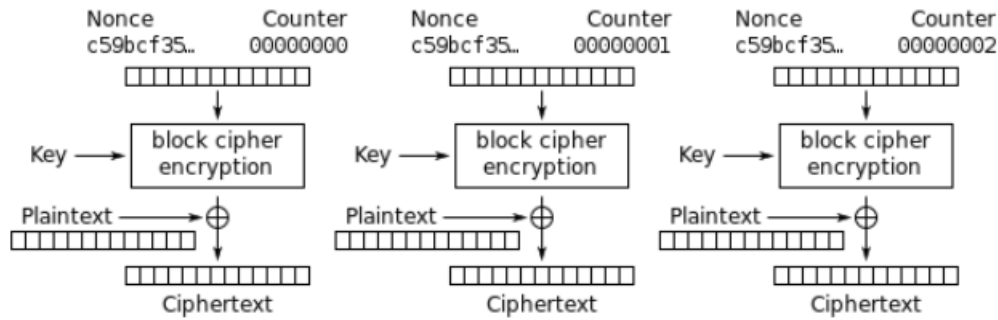 Nonce Counter Nonce Counter Nonce Counter
c59bcf35… 00000000 c59bcf35… 00000001 c59bcf35… 00000002
block cipher block cipher block cipher
Key encryption Key encryption Key encryption
Plaintext Plaintext Plaintext
Ciphertext Ciphertext Ciphertext